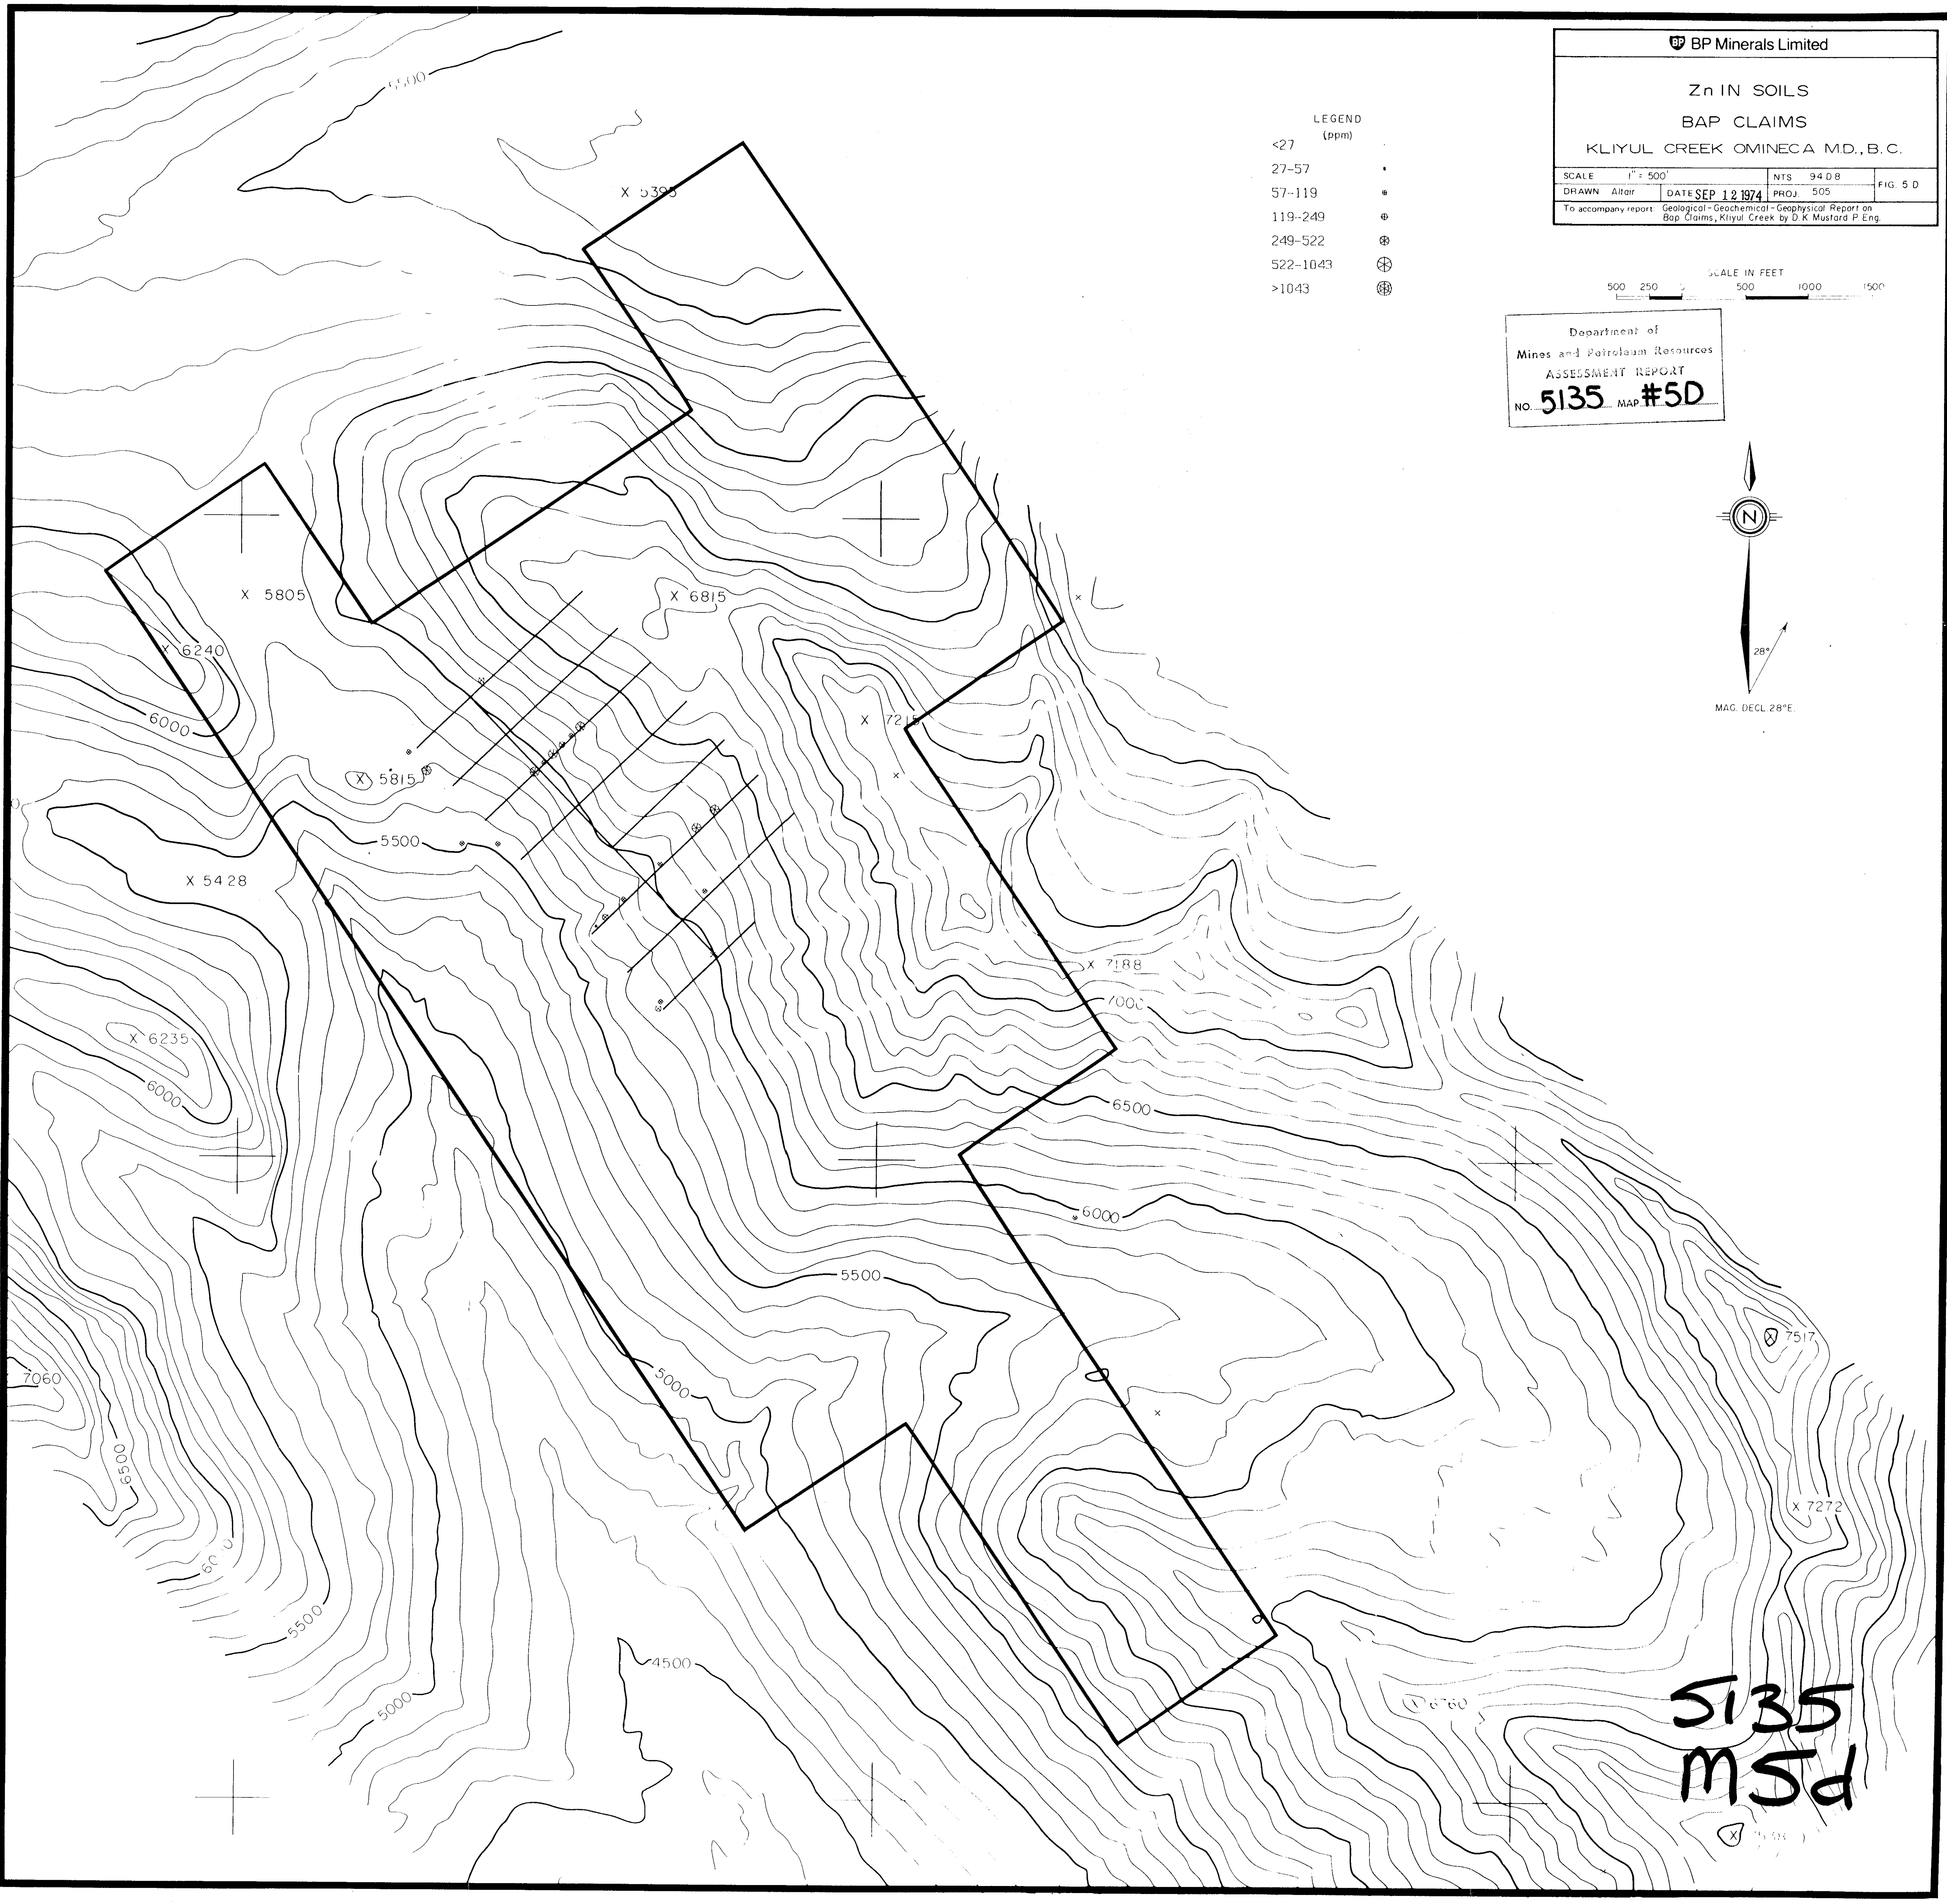 BP BP Minerals Limited
Zn IN SOILS
BAP CLAIMS
KLIYUL CREEK OMINECA M.D., B.C.
SCALE 1" = 500'
NTS 94 D 8
FIG. 5 D
DRAWN Altair
DATE SEP 12 1974
PROJ. 505
To accompany report: Geological-Geochemical-Geophysical Report on
Bap Claims, Kliyul Creek by D.K Mustard P. Eng.
LEGEND
(ppm)
<27
27-57
57-119
119-249
249-522
522-1043
>1043
SCALE IN FEET
500 250 0 500 1000 1500
Department of
Mines and Petroleum Resources
ASSESSMENT REPORT
NO. 5135 MAP #5D
N
28°
MAG. DECL. 28°E.
5500
X 5395
X 5805
X 6815
X 6240
6000
X 7215
X 5815
5500
X 5428
X 7188
7000
X 6235
6000
6500
6000
5500
X 7517
7060
5000
6500
X 7272
5500
4500
5000
5135
M5d